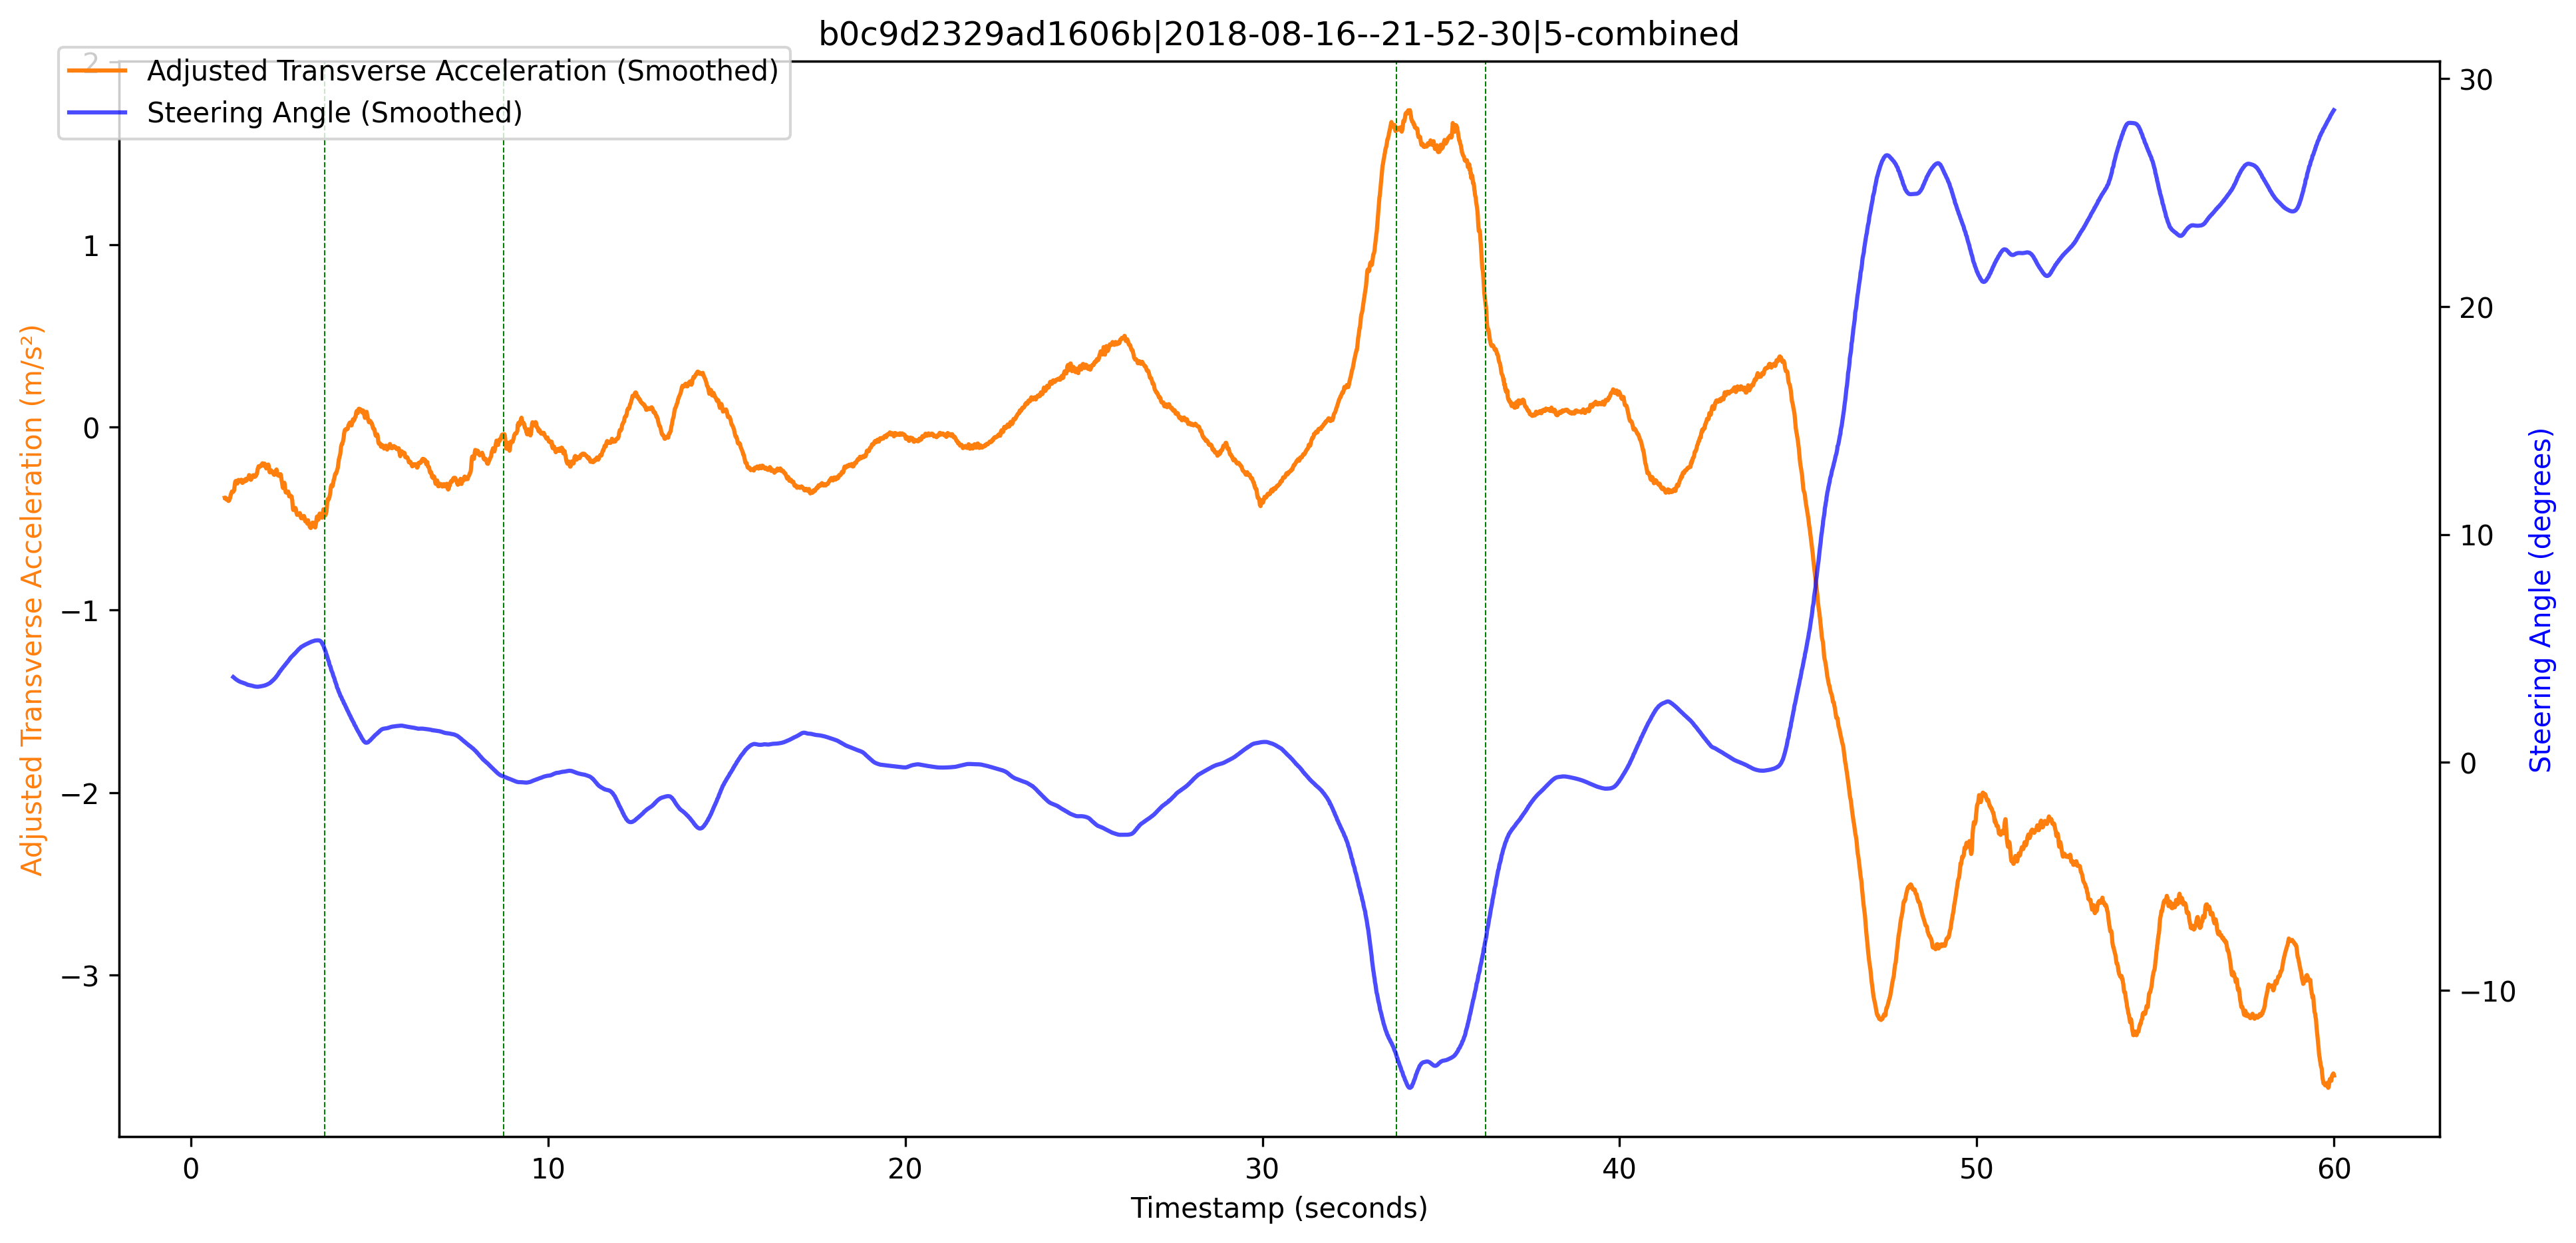 b0c9d2329ad1606b|2018-08-16--21-52-30|5-combined
Adjusted Transverse Acceleration (Smoothed)
Steering Angle (Smoothed)
2
1
0
−1
−2
−3
Adjusted Transverse Acceleration (m/s²)
30
20
10
0
−10
Steering Angle (degrees)
0 10 20 30 40 50 60
Timestamp (seconds)